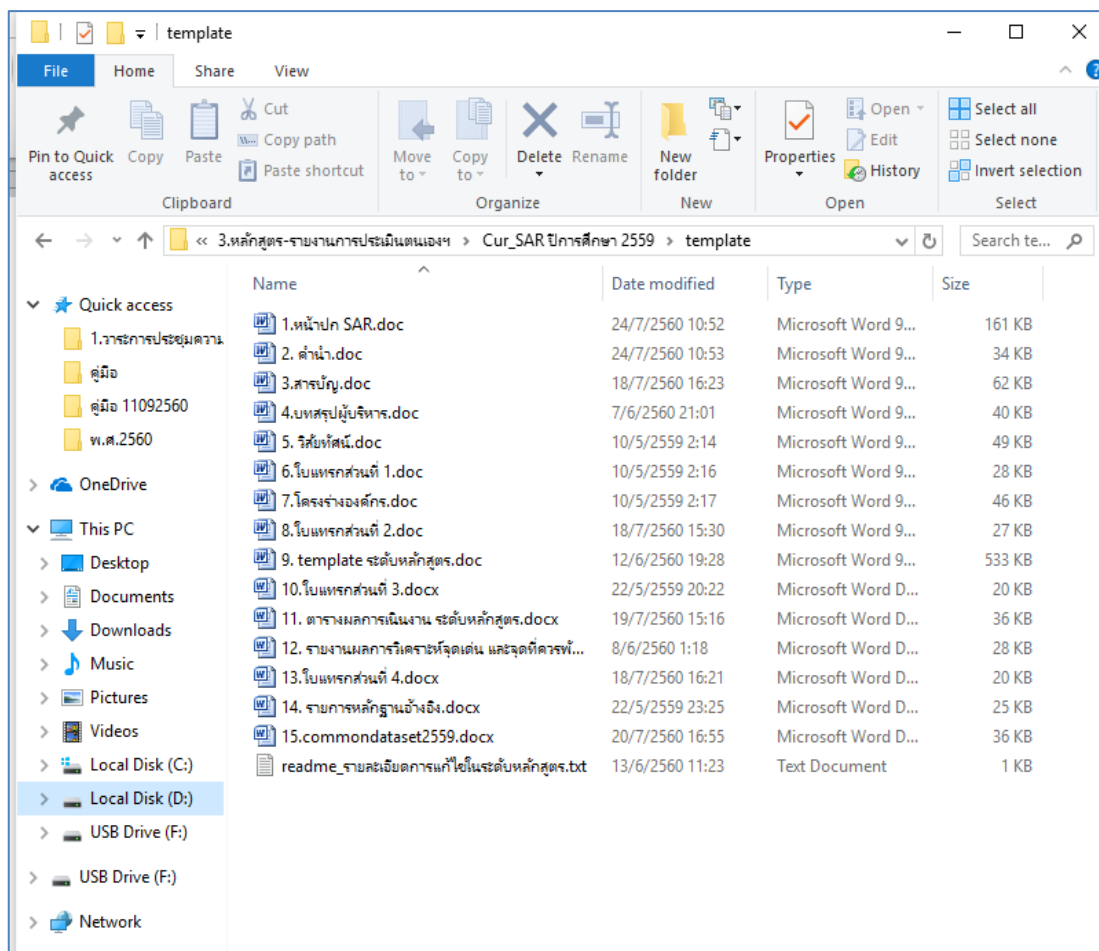 template
File Home Share View
Pin to Quick access
Copy
Paste
Cut
Copy path
Paste shortcut
Clipboard
Move to
Copy to
Delete
Rename
Organize
New folder
New
Properties
Open
Edit
History
Open
Select all
Select none
Invert selection
Select
« 3.หลักสูตร-รายงานการประเมินตนเองฯ > Cur_SAR ปีการศึกษา 2559 > template
Search te...
Name Date modified Type Size
1.หน้าปก SAR.doc 24/7/2560 10:52 Microsoft Word 9... 161 KB
2. คำนำ.doc 24/7/2560 10:53 Microsoft Word 9... 34 KB
3.สารบัญ.doc 18/7/2560 16:23 Microsoft Word 9... 62 KB
4.บทสรุปผู้บริหาร.doc 7/6/2560 21:01 Microsoft Word 9... 40 KB
5. วิสัยทัศน์.doc 10/5/2559 2:14 Microsoft Word 9... 49 KB
6.ใบแทรกส่วนที่ 1.doc 10/5/2559 2:16 Microsoft Word 9... 28 KB
7.โครงร่างองค์กร.doc 10/5/2559 2:17 Microsoft Word 9... 46 KB
8.ใบแทรกส่วนที่ 2.doc 18/7/2560 15:30 Microsoft Word 9... 27 KB
9. template ระดับหลักสูตร.doc 12/6/2560 19:28 Microsoft Word 9... 533 KB
10.ใบแทรกส่วนที่ 3.docx 22/5/2559 20:22 Microsoft Word D... 20 KB
11. ตารางผลการเนินงาน ระดับหลักสูตร.docx 19/7/2560 15:16 Microsoft Word D... 36 KB
12. รายงานผลการวิเคราะห์จุดเด่น และจุดที่ควรพั... 8/6/2560 1:18 Microsoft Word D... 28 KB
13.ใบแทรกส่วนที่ 4.docx 18/7/2560 16:21 Microsoft Word D... 20 KB
14. รายการหลักฐานอ้างอิง.docx 22/5/2559 23:25 Microsoft Word D... 25 KB
15.commondataset2559.docx 20/7/2560 16:55 Microsoft Word D... 36 KB
readme_รายละเอียดการแก้ไขในระดับหลักสูตร.txt 13/6/2560 11:23 Text Document 1 KB
Quick access
1.วาระการประชุมความ
คู่มือ
คู่มือ 11092560
พ.ศ.2560
OneDrive
This PC
Desktop
Documents
Downloads
Music
Pictures
Videos
Local Disk (C:)
Local Disk (D:)
USB Drive (F:)
USB Drive (F:)
Network